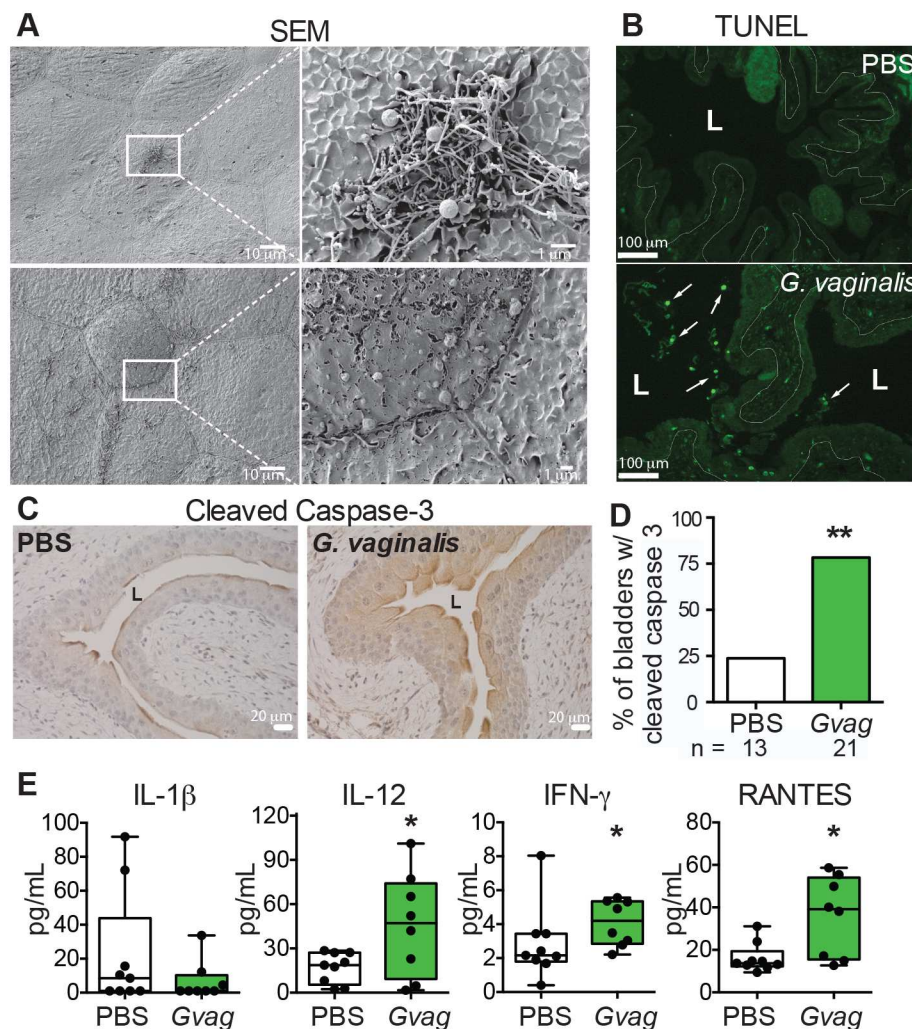 A
SEM
10 µm
1 µm
10 µm
1 µm
B
TUNEL
PBS
L
100 µm
G. vaginalis
L
L
100 µm
C
Cleaved Caspase-3
PBS
L
20 µm
G. vaginalis
L
20 µm
D
% of bladders w/
cleaved caspase 3
100
75
50
25
0
**
PBS Gvag
n = 13 21
E
IL-1β
pg/mL
100
80
60
40
20
0
PBS Gvag
IL-12
pg/mL
120
90
60
30
0
*
PBS Gvag
IFN-γ
pg/mL
10
8
6
4
2
0
*
PBS Gvag
RANTES
pg/mL
80
60
40
20
0
*
PBS Gvag